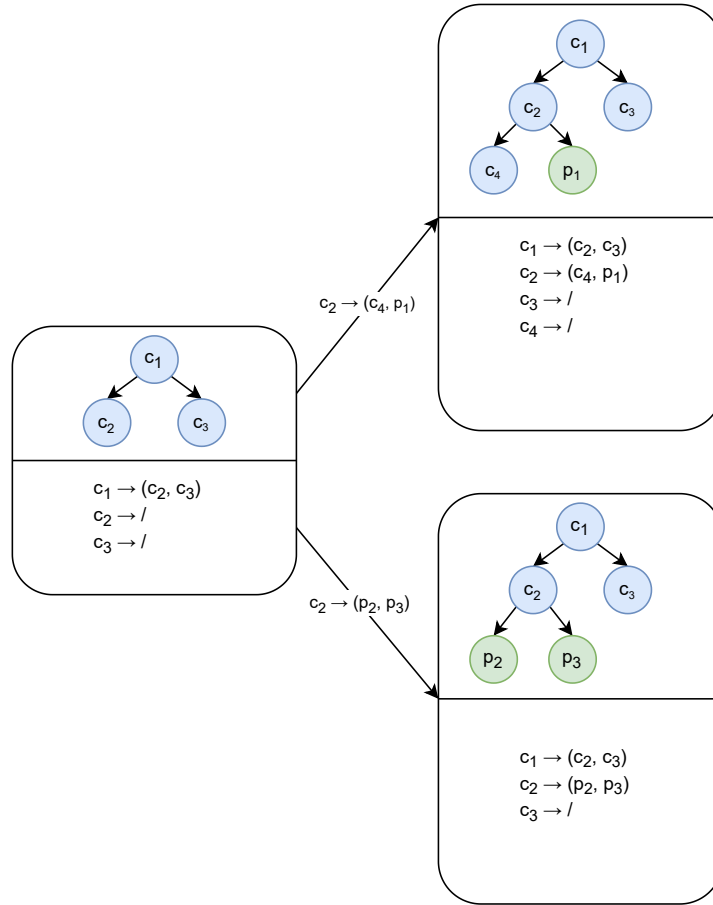 c₁
c₂ c₃
c₁ → (c₂, c₃)
c₂ → /
c₃ → /
c₂ → (c₄, p₁)
c₁
c₂ c₃
c₄ p₁
c₁ → (c₂, c₃)
c₂ → (c₄, p₁)
c₃ → /
c₄ → /
c₂ → (p₂, p₃)
c₁
c₂ c₃
p₂ p₃
c₁ → (c₂, c₃)
c₂ → (p₂, p₃)
c₃ → /